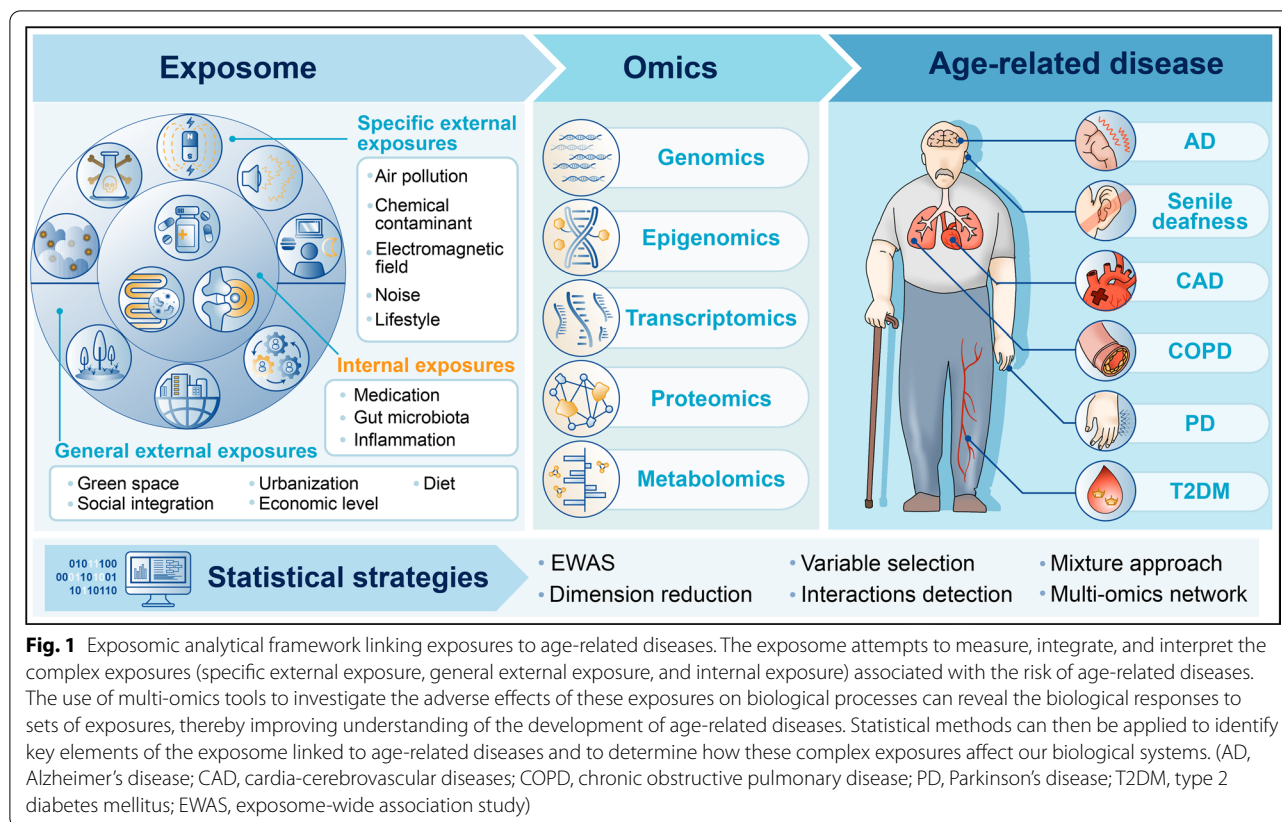 Exposome
Omics
Age-related disease
Specific external
exposures
• Air pollution
• Chemical
contaminant
• Electromagnetic
field
• Noise
• Lifestyle
Internal exposures
• Medication
• Gut microbiota
• Inflammation
General external exposures
• Green space
• Urbanization
• Diet
• Social integration
• Economic level
N
S
Genomics
Epigenomics
Transcriptomics
Proteomics
Metabolomics
AD
Senile
deafness
CAD
COPD
PD
T2DM
Statistical strategies
• EWAS
• Variable selection
• Mixture approach
• Dimension reduction
• Interactions detection
• Multi-omics network
Fig. 1 Exposomic analytical framework linking exposures to age-related diseases. The exposome attempts to measure, integrate, and interpret the
complex exposures (specific external exposure, general external exposure, and internal exposure) associated with the risk of age-related diseases.
The use of multi-omics tools to investigate the adverse effects of these exposures on biological processes can reveal the biological responses to
sets of exposures, thereby improving understanding of the development of age-related diseases. Statistical methods can then be applied to identify
key elements of the exposome linked to age-related diseases and to determine how these complex exposures affect our biological systems. (AD,
Alzheimer's disease; CAD, cardia-cerebrovascular diseases; COPD, chronic obstructive pulmonary disease; PD, Parkinson's disease; T2DM, type 2
diabetes mellitus; EWAS, exposome-wide association study)